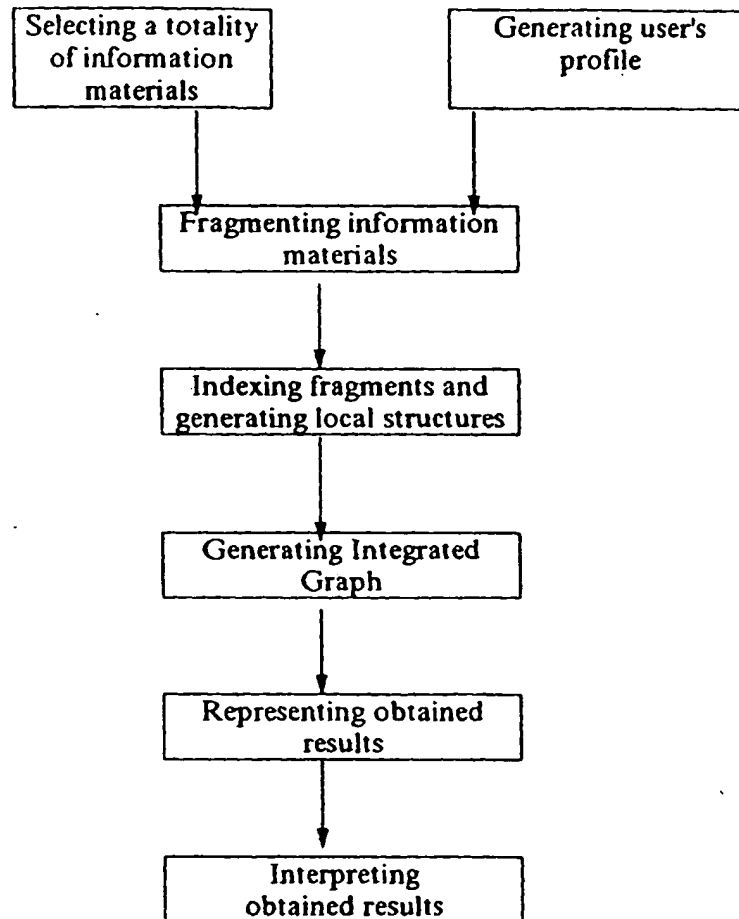 Selecting a totality
of information
materials
Generating user's
profile
Fragmenting information
materials
Indexing fragments and
generating local structures
Generating Integrated
Graph
Representing obtained
results
Interpreting
obtained results